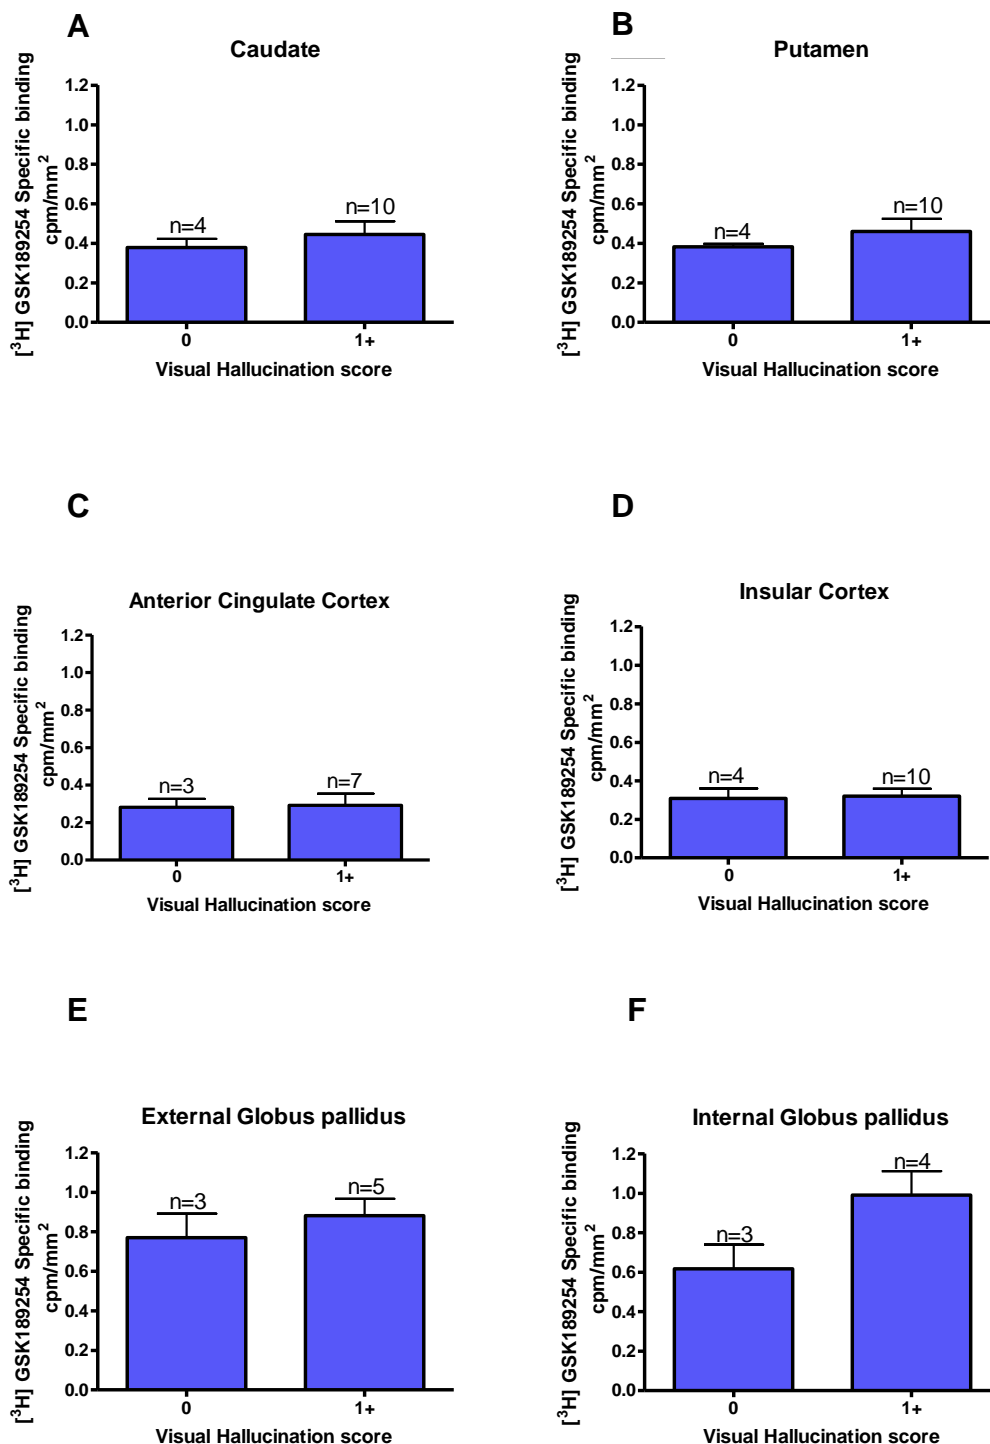 A
Caudate
[³H] GSK189254 Specific binding
cpm/mm²
1.2
1.0
0.8
0.6
0.4
0.2
0.0
n=4
n=10
0
1+
Visual Hallucination score
B
Putamen
[³H] GSK189254 Specific binding
cpm/mm²
1.2
1.0
0.8
0.6
0.4
0.2
0.0
n=4
n=10
0
1+
Visual Hallucination score
C
Anterior Cingulate Cortex
[³H] GSK189254 Specific binding
cpm/mm²
1.2
1.0
0.8
0.6
0.4
0.2
0.0
n=3
n=7
0
1+
Visual Hallucination score
D
Insular Cortex
[³H] GSK189254 Specific binding
cpm/mm²
1.2
1.0
0.8
0.6
0.4
0.2
0.0
n=4
n=10
0
1+
Visual Hallucination score
E
External Globus pallidus
[³H] GSK189254 Specific binding
cpm/mm²
1.2
1.0
0.8
0.6
0.4
0.2
0.0
n=3
n=5
0
1+
Visual Hallucination score
F
Internal Globus pallidus
[³H] GSK189254 Specific binding
cpm/mm²
1.2
1.0
0.8
0.6
0.4
0.2
0.0
n=3
n=4
0
1+
Visual Hallucination score